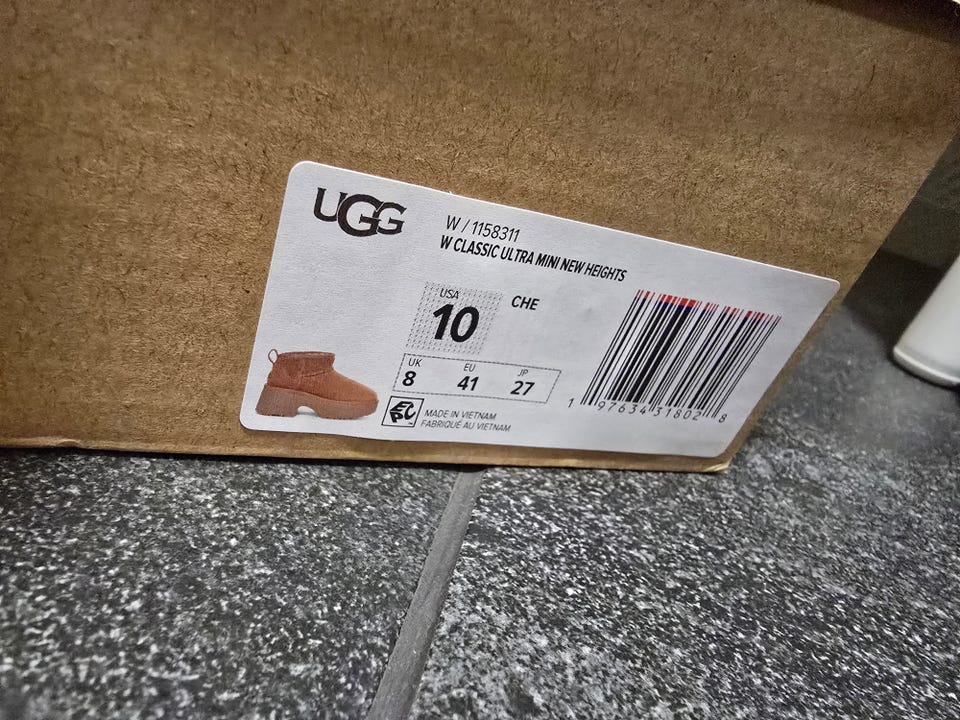 UGG
W / 1158311
W CLASSIC ULTRA MINI NEW HEIGHTS
USA
10
CHE
UK
8
EU
41
JP
27
EPC
MADE IN VIETNAM
FABRIQUÉ AU VIETNAM
1 97634 31802 8